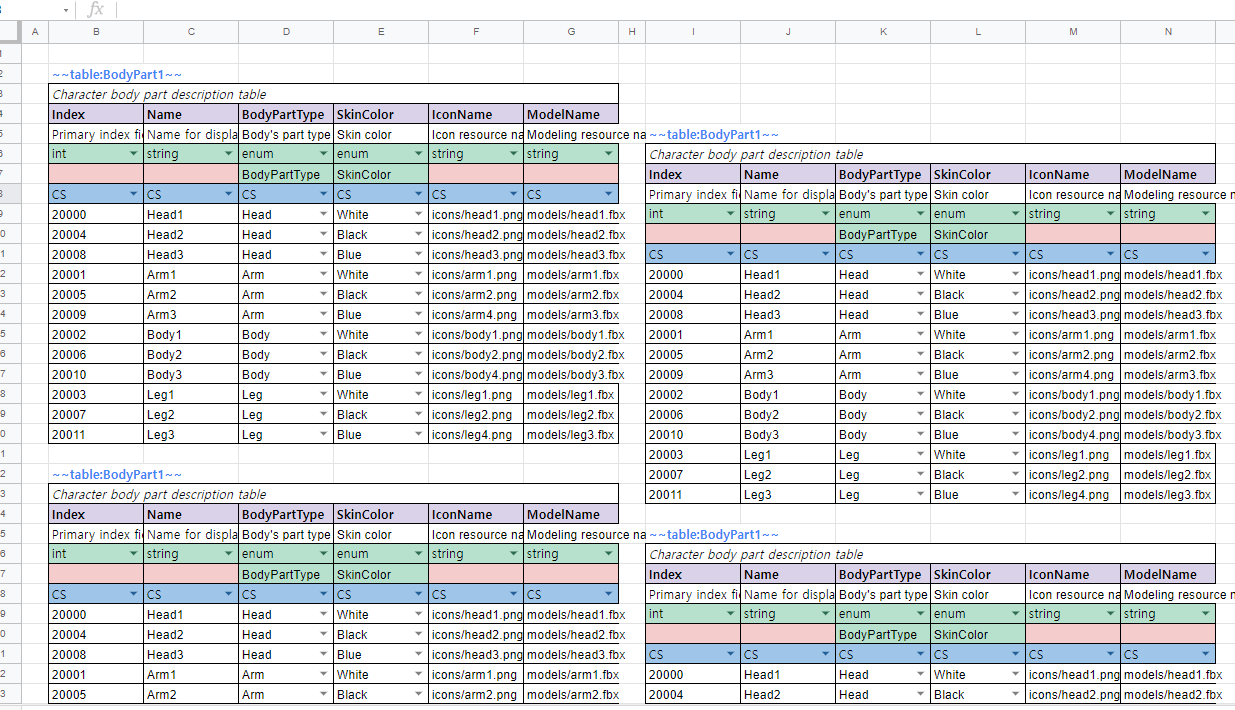 fx
A B C D E F G H I J K L M N
~~table:BodyPart1~~
Character body part description table
Index Name BodyPartType SkinColor IconName ModelName
Primary index fi Name for displa Body's part type Skin color Icon resource na Modeling resource na ~~table:BodyPart1~~
int string enum enum string string Character body part description table
BodyPartType SkinColor Index Name BodyPartType SkinColor IconName ModelName
CS CS CS CS CS CS Primary index fi Name for displa Body's part type Skin color Icon resource na Modeling resource n
20000 Head1 Head White icons/head1.png models/head1.fbx int string enum enum string string
20004 Head2 Head Black icons/head2.png models/head2.fbx BodyPartType SkinColor
20008 Head3 Head Blue icons/head3.png models/head3.fbx CS CS CS CS CS CS
20001 Arm1 Arm White icons/arm1.png models/arm1.fbx 20000 Head1 Head White icons/head1.png models/head1.fbx
20005 Arm2 Arm Black icons/arm2.png models/arm2.fbx 20004 Head2 Head Black icons/head2.png models/head2.fbx
20009 Arm3 Arm Blue icons/arm4.png models/arm3.fbx 20008 Head3 Head Blue icons/head3.png models/head3.fbx
20002 Body1 Body White icons/body1.png models/body1.fbx 20001 Arm1 Arm White icons/arm1.png models/arm1.fbx
20006 Body2 Body Black icons/body2.png models/body2.fbx 20005 Arm2 Arm Black icons/arm2.png models/arm2.fbx
20010 Body3 Body Blue icons/body4.png models/body3.fbx 20009 Arm3 Arm Blue icons/arm4.png models/arm3.fbx
20003 Leg1 Leg White icons/leg1.png models/leg1.fbx 20002 Body1 Body White icons/body1.png models/body1.fbx
20007 Leg2 Leg Black icons/leg2.png models/leg2.fbx 20006 Body2 Body Black icons/body2.png models/body2.fbx
20011 Leg3 Leg Blue icons/leg4.png models/leg3.fbx 20010 Body3 Body Blue icons/body4.png models/body3.fbx
20003 Leg1 Leg White icons/leg1.png models/leg1.fbx
~~table:BodyPart1~~ 20007 Leg2 Leg Black icons/leg2.png models/leg2.fbx
Character body part description table 20011 Leg3 Leg Blue icons/leg4.png models/leg3.fbx
Index Name BodyPartType SkinColor IconName ModelName
Primary index fi Name for displa Body's part type Skin color Icon resource na Modeling resource na ~~table:BodyPart1~~
int string enum enum string string Character body part description table
BodyPartType SkinColor Index Name BodyPartType SkinColor IconName ModelName
CS CS CS CS CS CS Primary index fi Name for displa Body's part type Skin color Icon resource na Modeling resource n
20000 Head1 Head White icons/head1.png models/head1.fbx int string enum enum string string
20004 Head2 Head Black icons/head2.png models/head2.fbx BodyPartType SkinColor
20008 Head3 Head Blue icons/head3.png models/head3.fbx CS CS CS CS CS CS
20001 Arm1 Arm White icons/arm1.png models/arm1.fbx 20000 Head1 Head White icons/head1.png models/head1.fbx
20005 Arm2 Arm Black icons/arm2.png models/arm2.fbx 20004 Head2 Head Black icons/head2.png models/head2.fbx